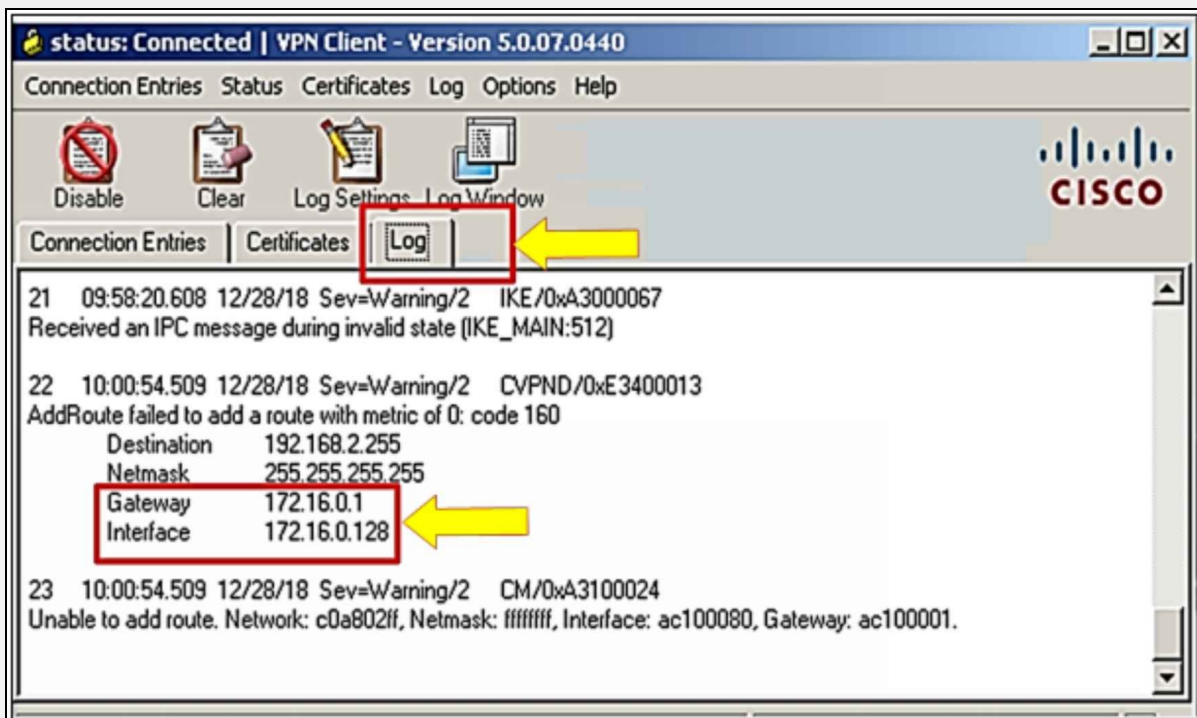 status: Connected | VPN Client - Version 5.0.07.0440
Connection Entries Status Certificates Log Options Help
Disable Clear Log Settings Log Window
CISCO
Connection Entries Certificates Log
21 09:58:20.608 12/28/18 Sev=Warning/2 IKE/0xA3000067
Received an IPC message during invalid state (IKE_MAIN:512)
22 10:00:54.509 12/28/18 Sev=Warning/2 CVPND/0xE3400013
AddRoute failed to add a route with metric of 0: code 160
Destination 192.168.2.255
Netmask 255.255.255.255
Gateway 172.16.0.1
Interface 172.16.0.128
23 10:00:54.509 12/28/18 Sev=Warning/2 CM/0xA3100024
Unable to add route. Network: c0a802ff, Netmask: ffffffff, Interface: ac100080, Gateway: ac100001.